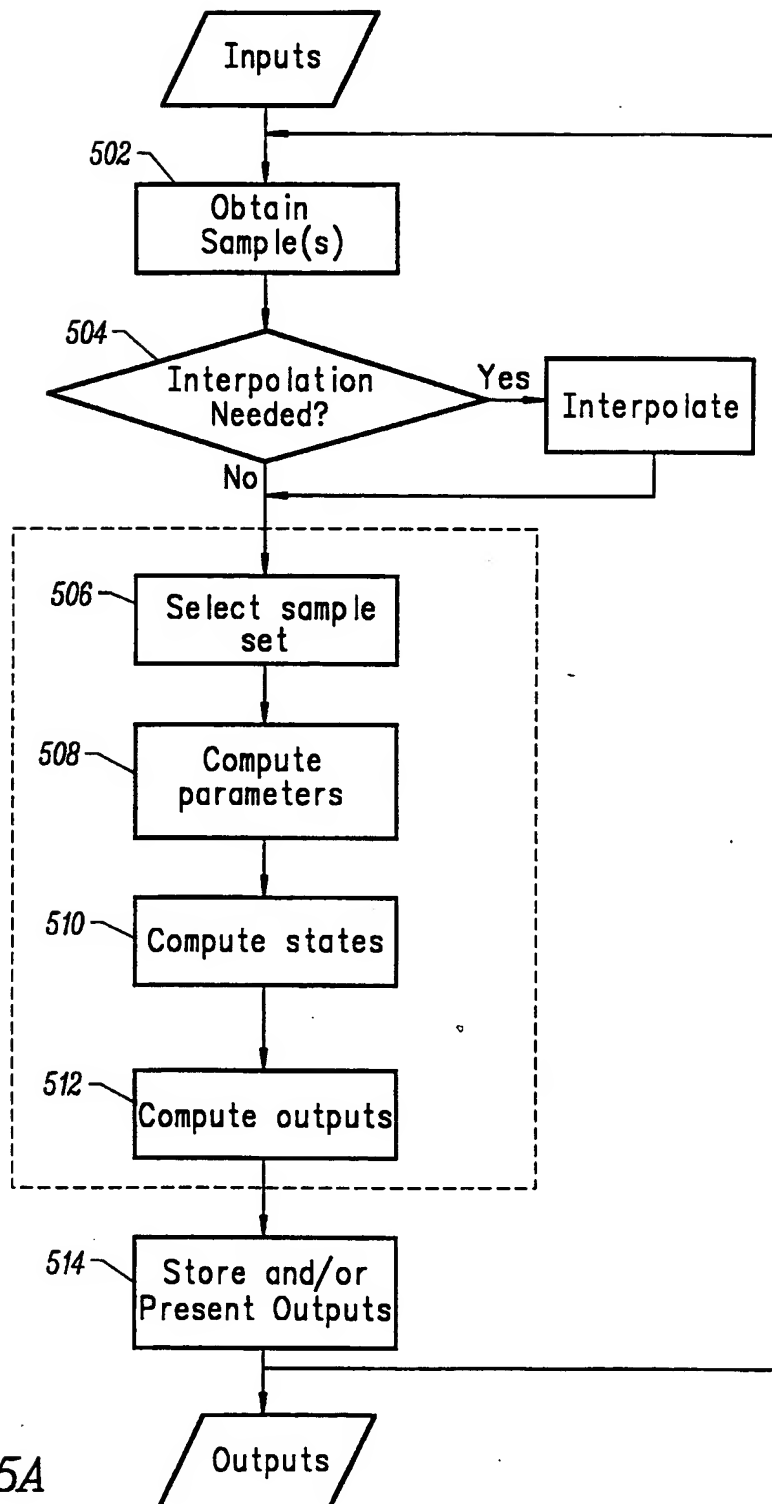 Inputs
502
Obtain
Sample(s)
504
Interpolation
Needed?
Yes
Interpolate
No
506
Select sample
set
508
Compute
parameters
510
Compute states
512
Compute outputs
514
Store and/or
Present Outputs
Outputs
5A